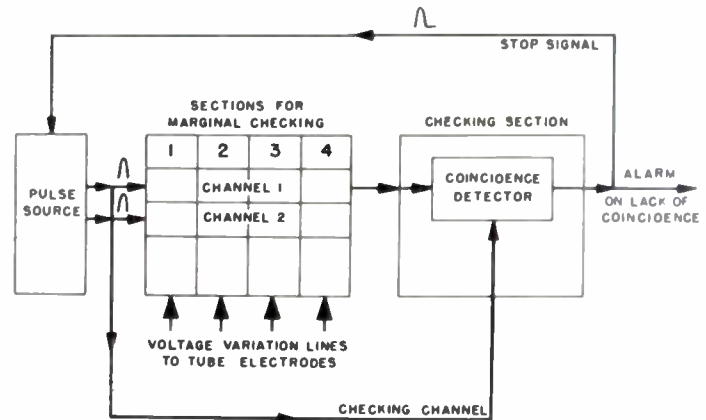 STOP SIGNAL
SECTIONS FOR
MARGINAL CHECKING
CHECKING SECTION
1 2 3 4
PULSE
SOURCE
CHANNEL 1
CHANNEL 2
COINCIDENCE
DETECTOR
ALARM
ON LACK OF
COINCIDENCE
VOLTAGE VARIATION LINES
TO TUBE ELECTRODES
CHECKING CHANNEL